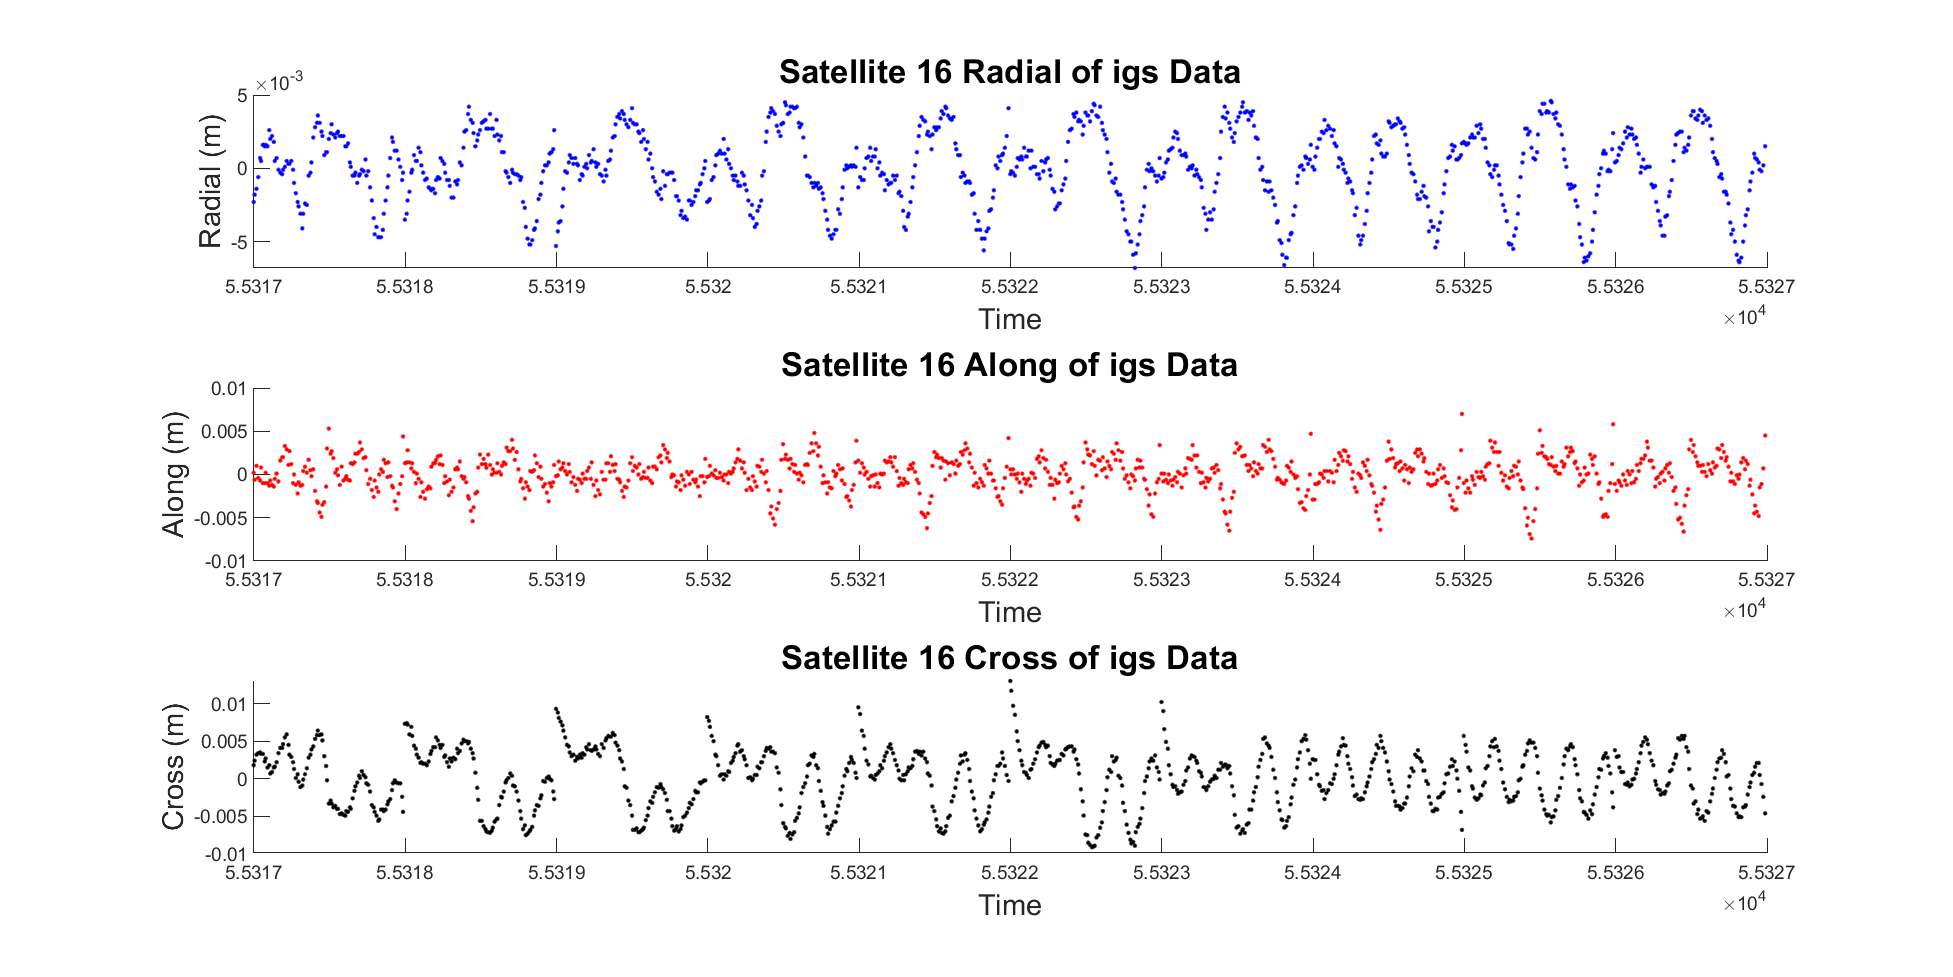 Satellite 16 Radial of igs Data
×10-3
5
0
-5
Radial (m)
5.5317 5.5318 5.5319 5.532 5.5321 5.5322 5.5323 5.5324 5.5325 5.5326 5.5327
Time
×104
Satellite 16 Along of igs Data
0.01
0.005
0
-0.005
-0.01
Along (m)
5.5317 5.5318 5.5319 5.532 5.5321 5.5322 5.5323 5.5324 5.5325 5.5326 5.5327
Time
×104
Satellite 16 Cross of igs Data
0.01
0.005
0
-0.005
-0.01
Cross (m)
5.5317 5.5318 5.5319 5.532 5.5321 5.5322 5.5323 5.5324 5.5325 5.5326 5.5327
Time
×104